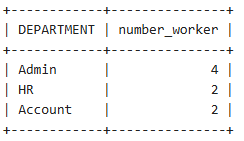 +------------+---------------+
| DEPARTMENT | number_worker |
+------------+---------------+
| Admin      |             4 |
| HR         |             2 |
| Account    |             2 |
+------------+---------------+